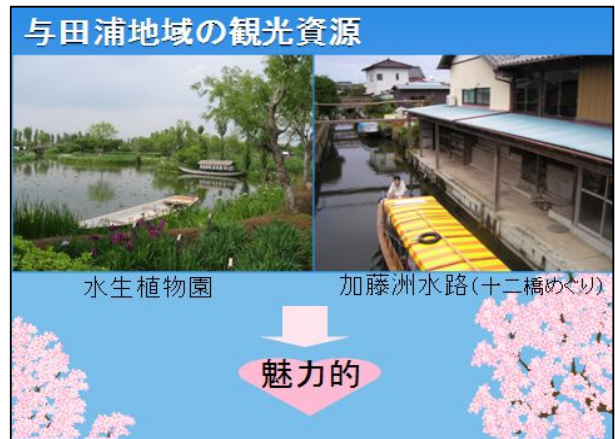 与田浦地域の観光資源
水生植物園
加藤洲水路(十二橋めぐり)
魅力的